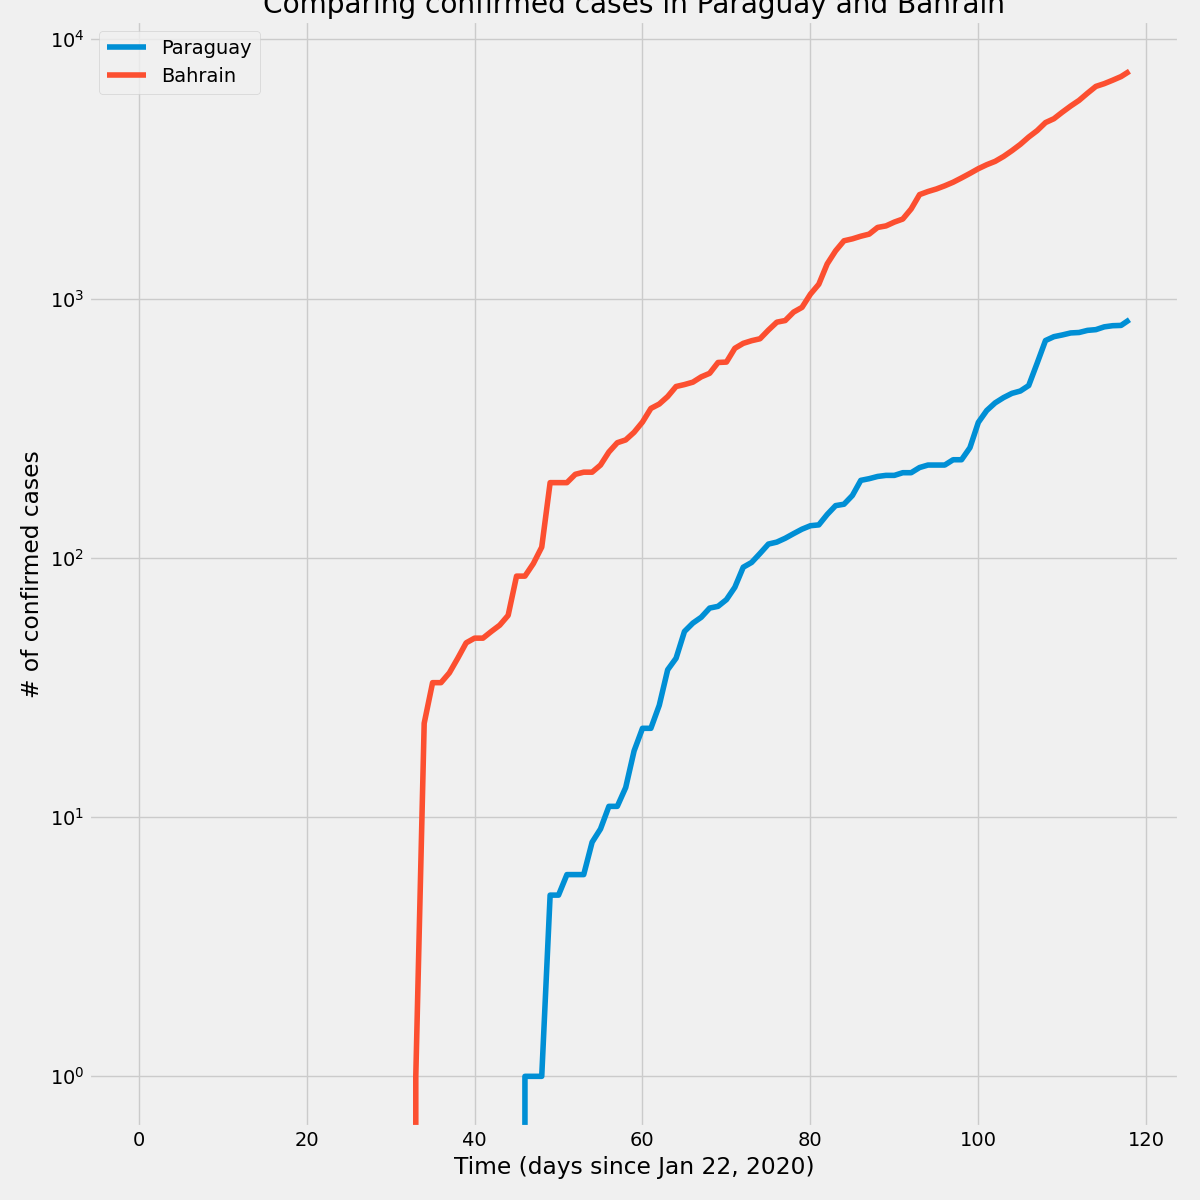 Comparing confirmed cases in Paraguay and Bahrain
Paraguay
Bahrain
# of confirmed cases
10⁴
10³
10²
10¹
10⁰
0 20 40 60 80 100 120
Time (days since Jan 22, 2020)